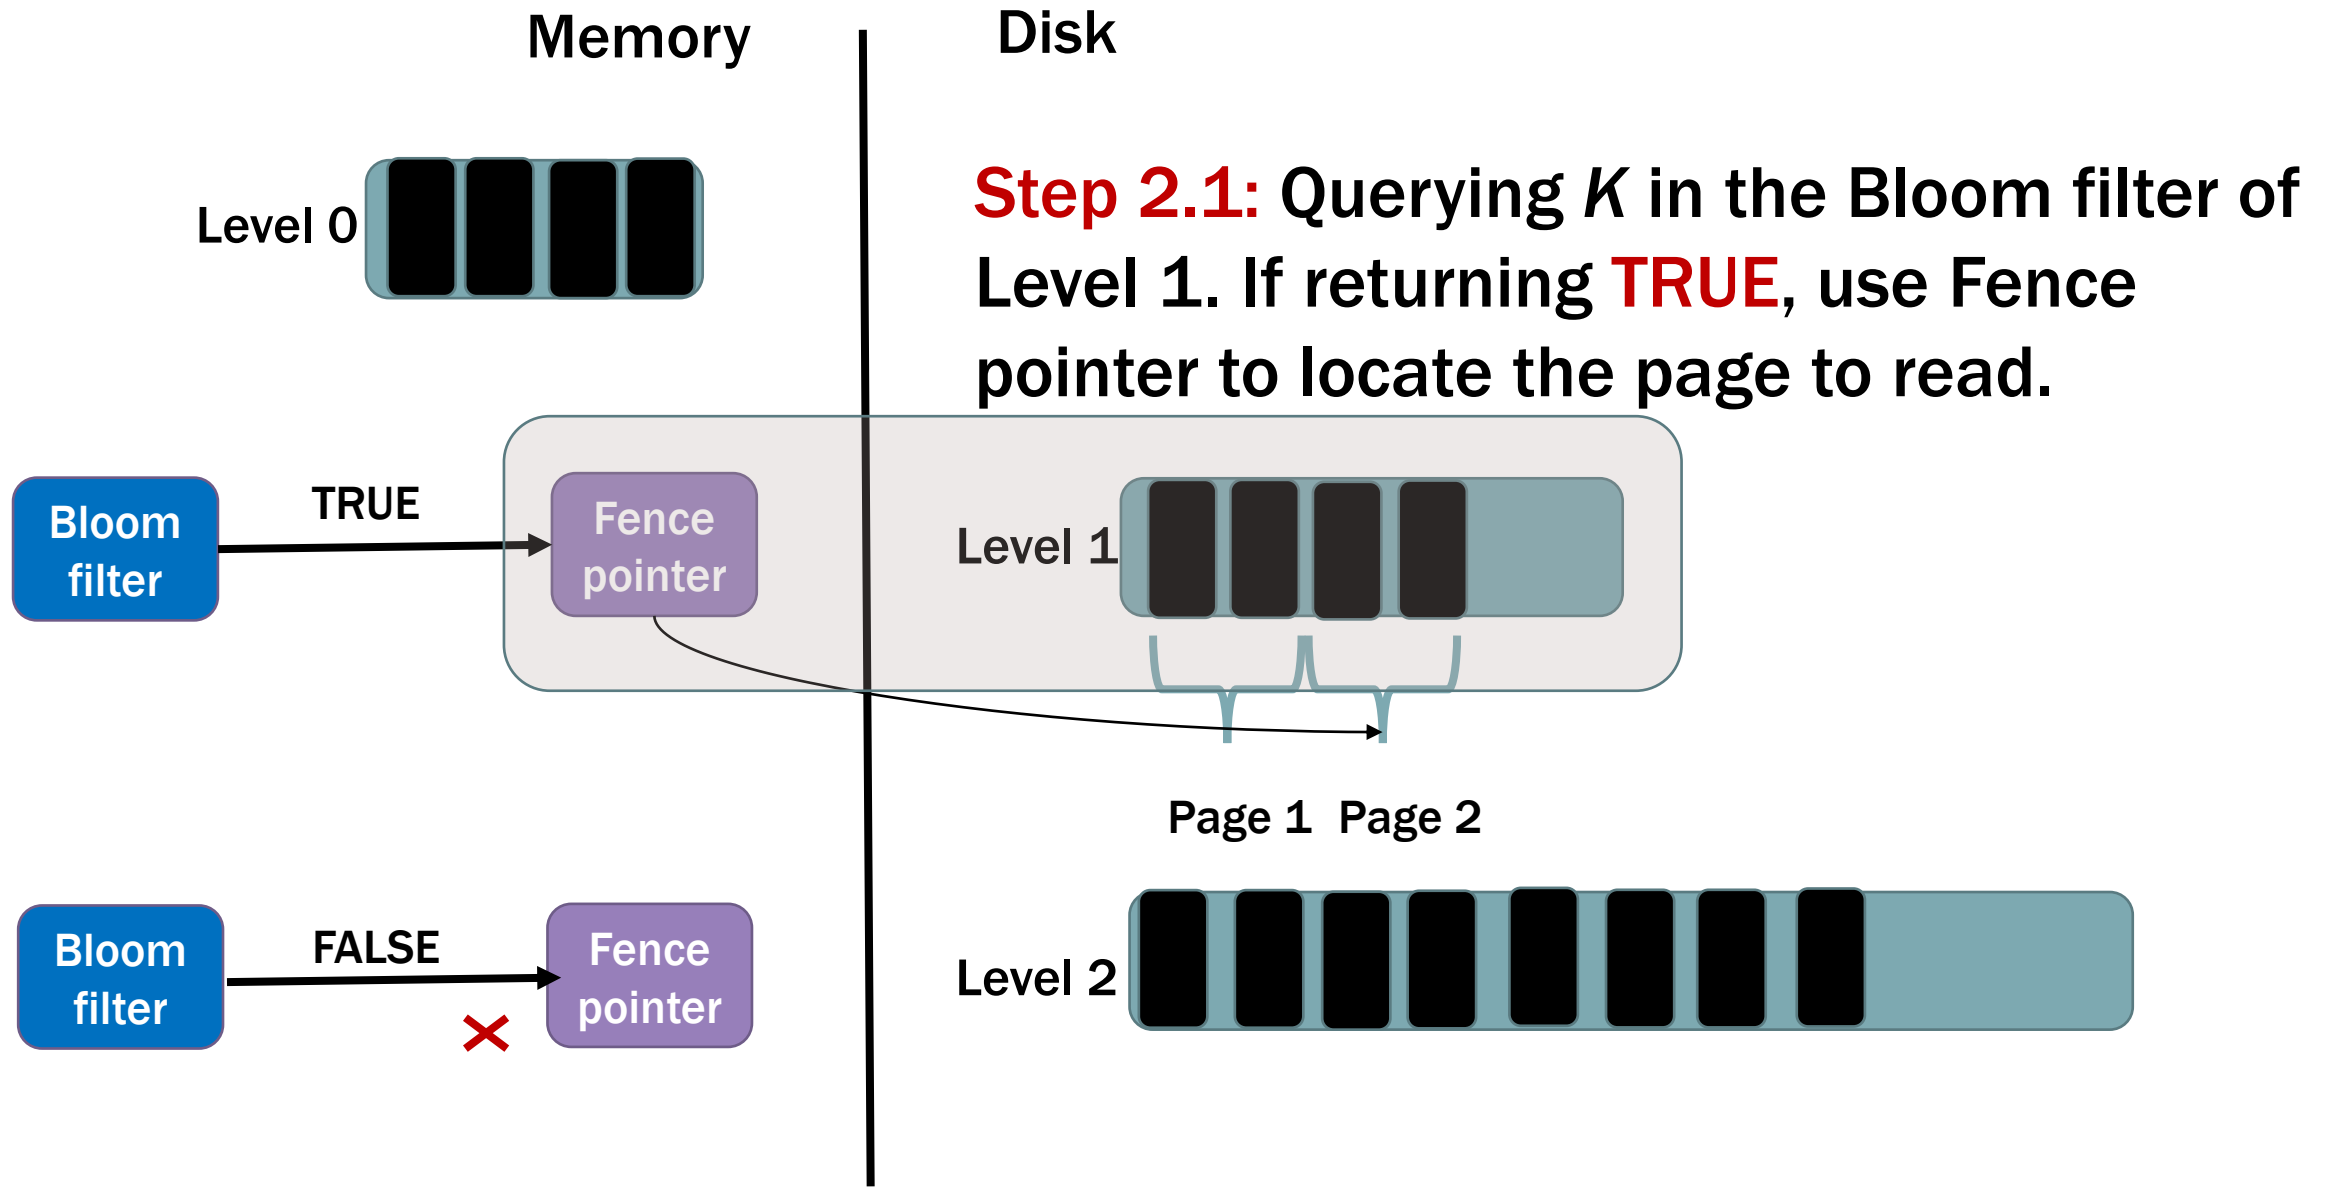 Memory
Disk
Level 0
Step 2.1: Querying K in the Bloom filter of
Level 1. If returning TRUE, use Fence
pointer to locate the page to read.
Bloom
filter
TRUE
Fence
pointer
Level 1
Page 1 Page 2
Bloom
filter
FALSE
Fence
pointer
Level 2